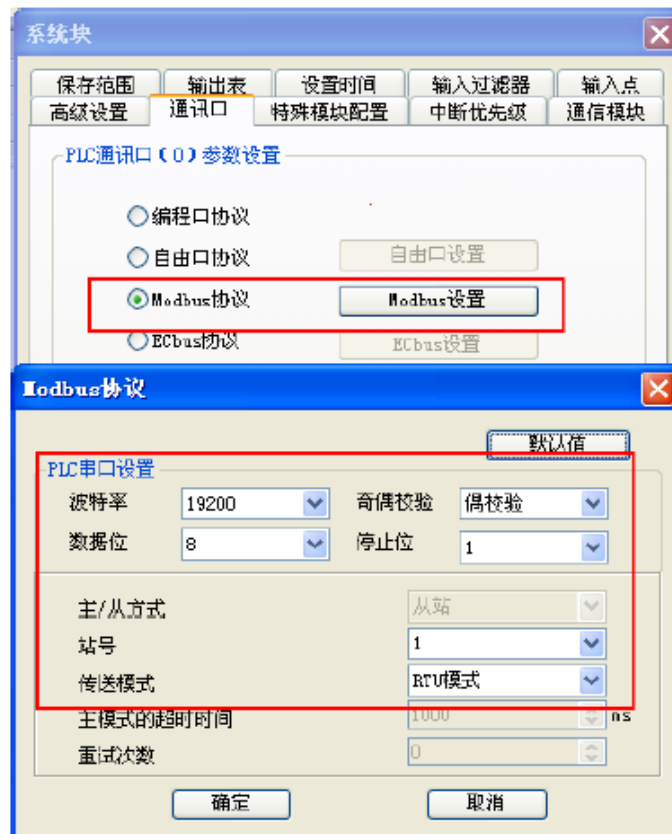 系统块
保存范围 输出表 设置时间 输入过滤器 输入点
高级设置 通讯口 特殊模块配置 中断优先级 通信模块
PLC通讯口(0)参数设置
编程口协议
自由口协议 自由口设置
Modbus协议 Modbus设置
ECbus协议 ECbus设置
Modbus协议
默认值
PLC串口设置
波特率 19200 奇偶校验 偶校验
数据位 8 停止位 1
主/从方式 从站
站号 1
传送模式 RTU模式
主模式的超时时间 1000 ms
重试次数 0
确定 取消